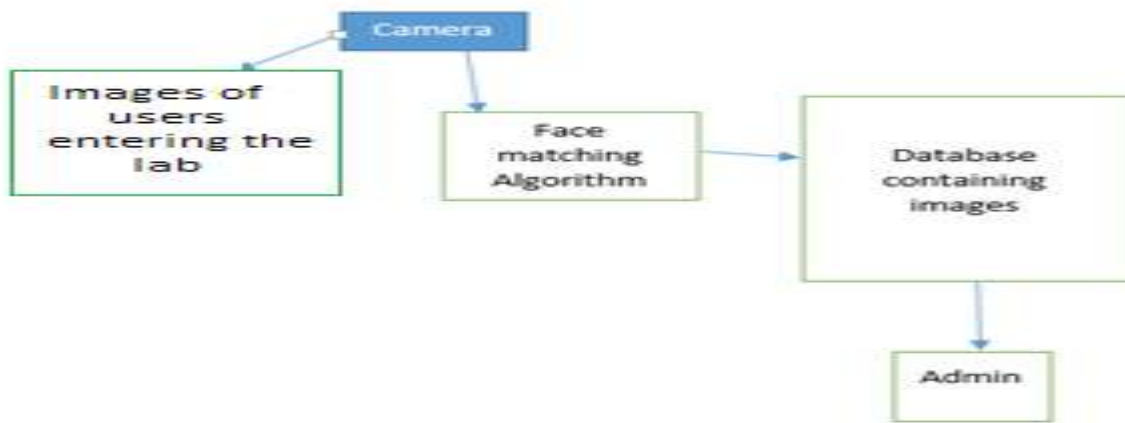 Camera
Images of
users
entering the
lab
Face
matching
Algorithm
Database
containing
images
Admin